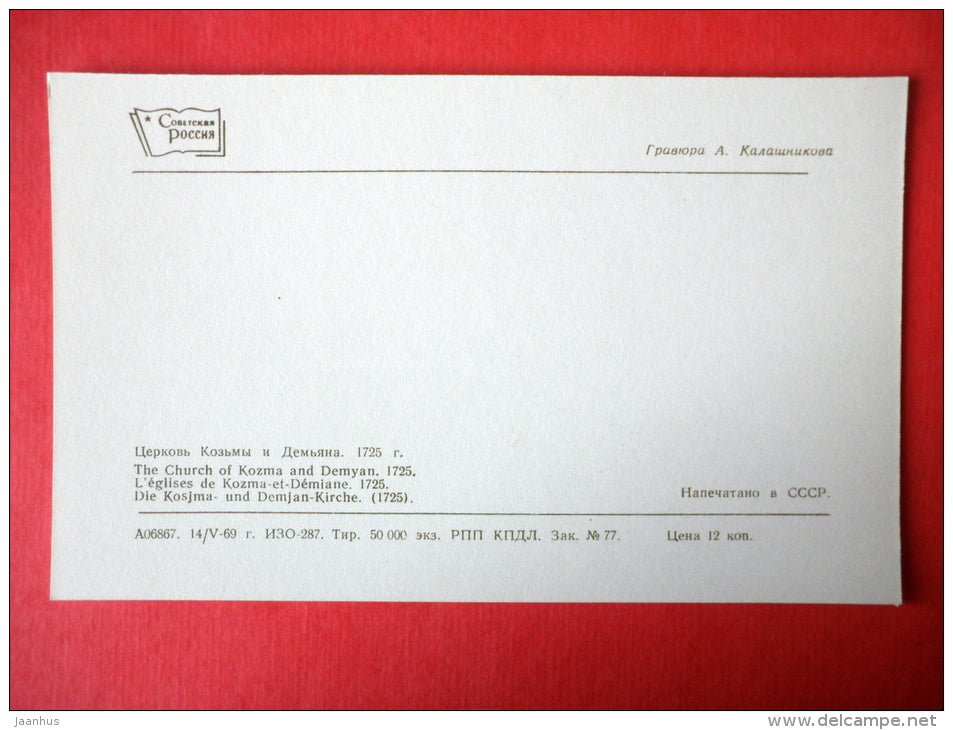 Советская
Россия
Гравюра А. Калашникова
Церковь Козьмы и Демьяна. 1725 г.
The Church of Kozma and Demyan. 1725.
L'églises de Kozma-et-Démiane. 1725.
Die Kosjma- und Demjan-Kirche. (1725).
Напечатано в СССР.
А06867. 14/V-69 г. ИЗО-287. Тир. 50 000 экз. РПП КПДЛ. Зак. № 77. Цена 12 коп.
jaanhus
www.delcampe.net